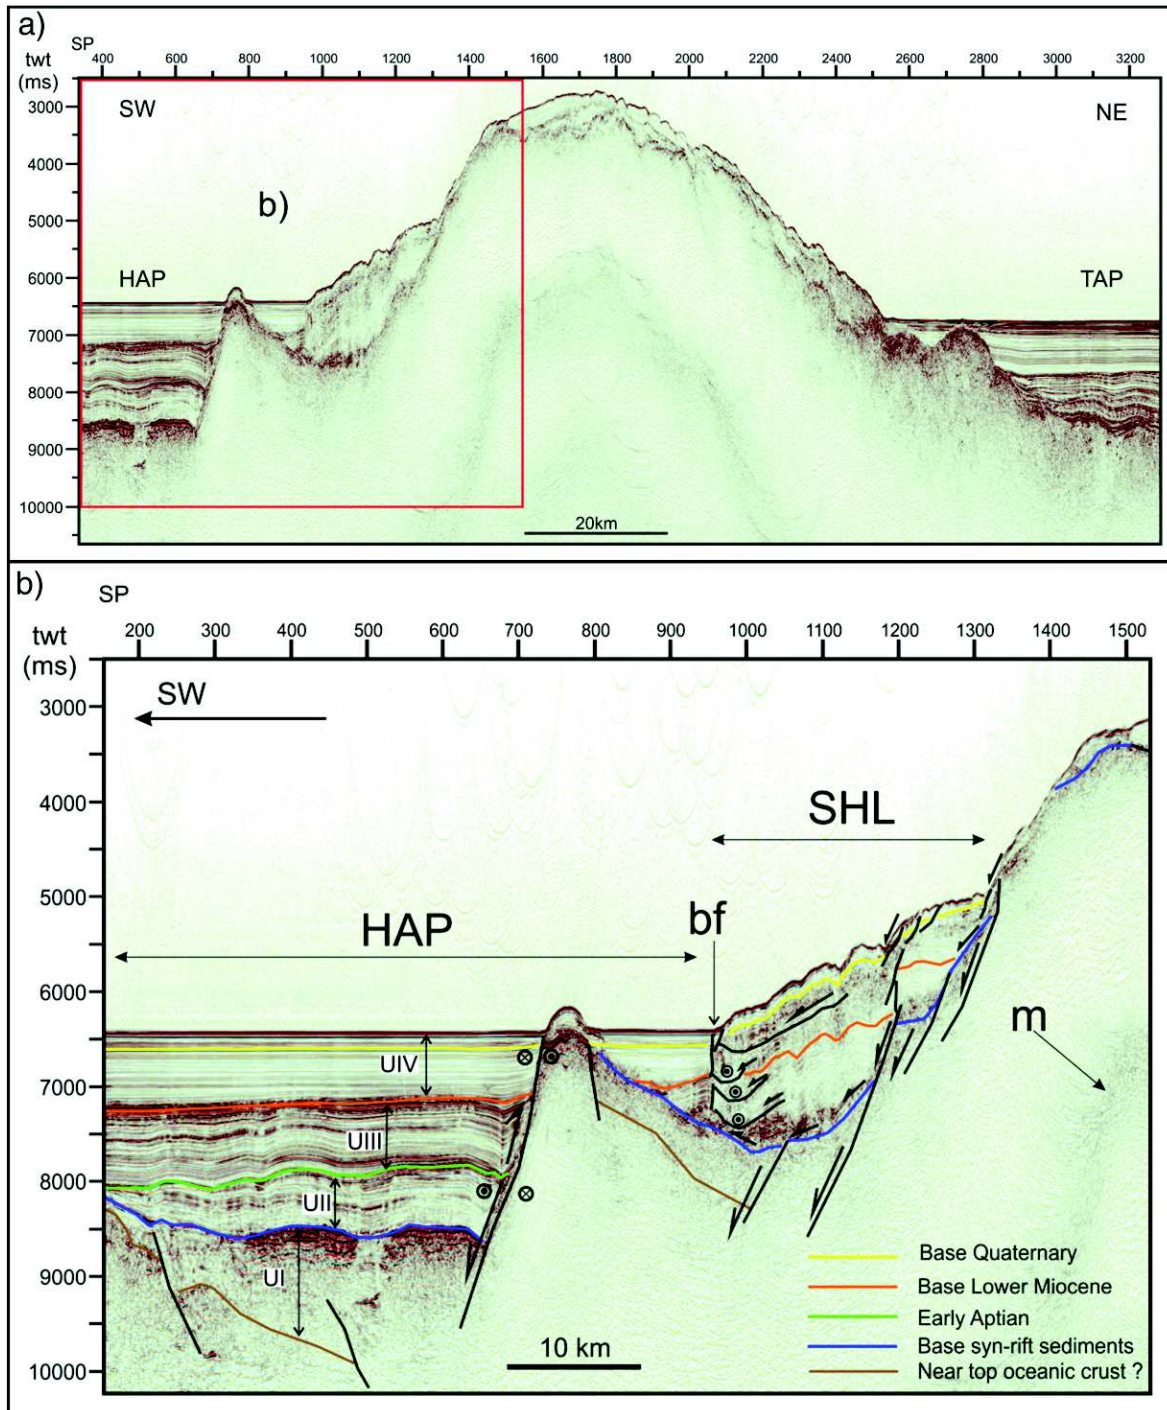 a)
SP
twt
(ms)
400 600 800 1000 1200 1400 1600 1800 2000 2200 2400 2600 2800 3000 3200
3000
4000
5000
6000
7000
8000
9000
10000
SW
NE
b)
HAP
TAP
20km
b)
SP
twt
(ms)
200 300 400 500 600 700 800 900 1000 1100 1200 1300 1400 1500
3000
4000
5000
6000
7000
8000
9000
10000
SW
SHL
HAP
bf
m
UIV
UIII
UII
UI
10 km
Base Quaternary
Base Lower Miocene
Early Aptian
Base syn-rift sediments
Near top oceanic crust ?